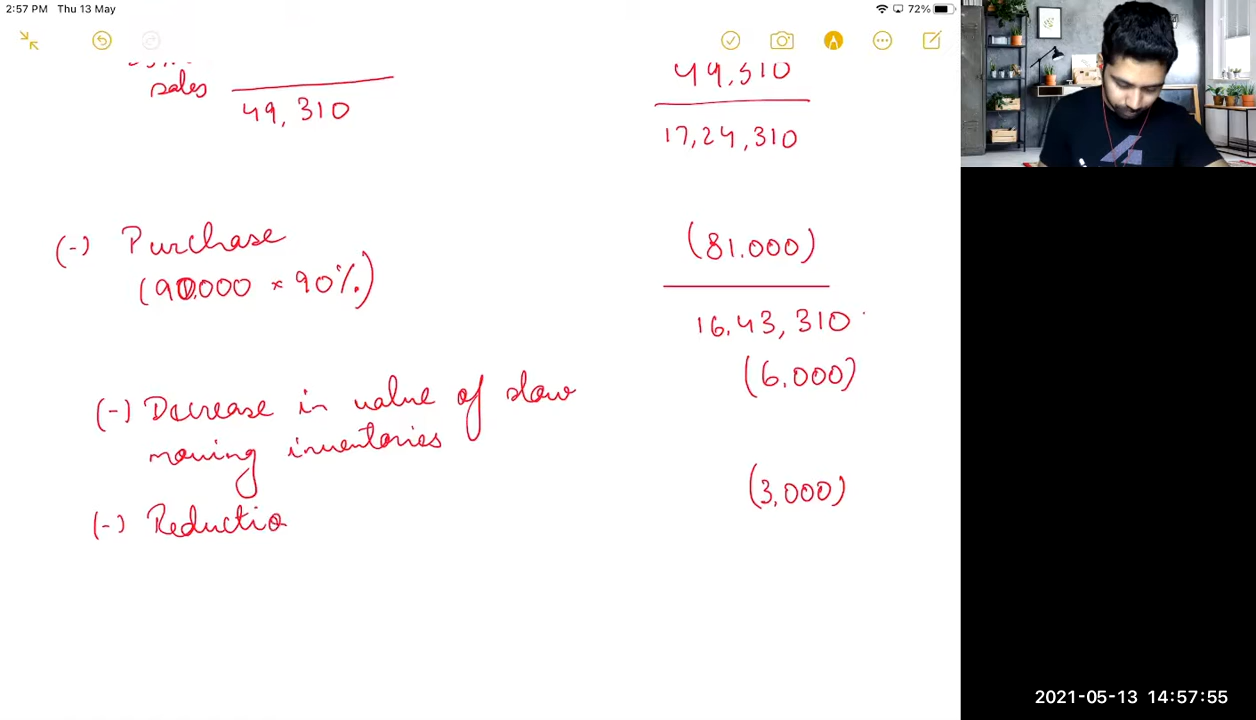 2:57 PM Thu 13 May
72%
sales
49,310
49,310
17,24,310
(-) Purchase
(81.000)
(90,000 × 90%)
16,43,310
(6.000)
(-) Decrease in value of slow
moving inventories
(3,000)
(-) Reductio
2021-05-13 14:57:55